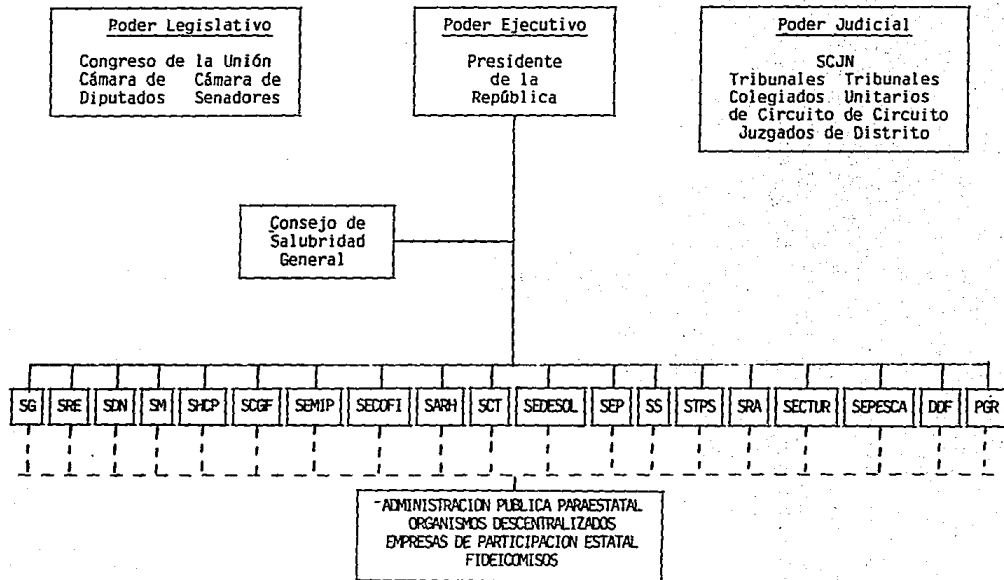 Poder Legislativo
Congreso de la Unión
Cámara de Cámara de
Diputados Senadores
Poder Ejecutivo
Presidente
de la
República
Poder Judicial
SCJN
Tribunales Tribunales
Colegiados Unitarios
de Circuito de Circuito
Juzgados de Distrito
Consejo de
Salubridad
General
SG SRE SDN SM SHCP SCGF SEMIP SECOFI SARH SCT SEDESOL SEP SS STPS SRA SECTUR SEPESCA DDF PGR
-ADMINISTRACION PUBLICA PARAESTATAL
ORGANISMOS DESCENTRALIZADOS
EMPRESAS DE PARTICIPACION ESTATAL
FIDEICOMISOS